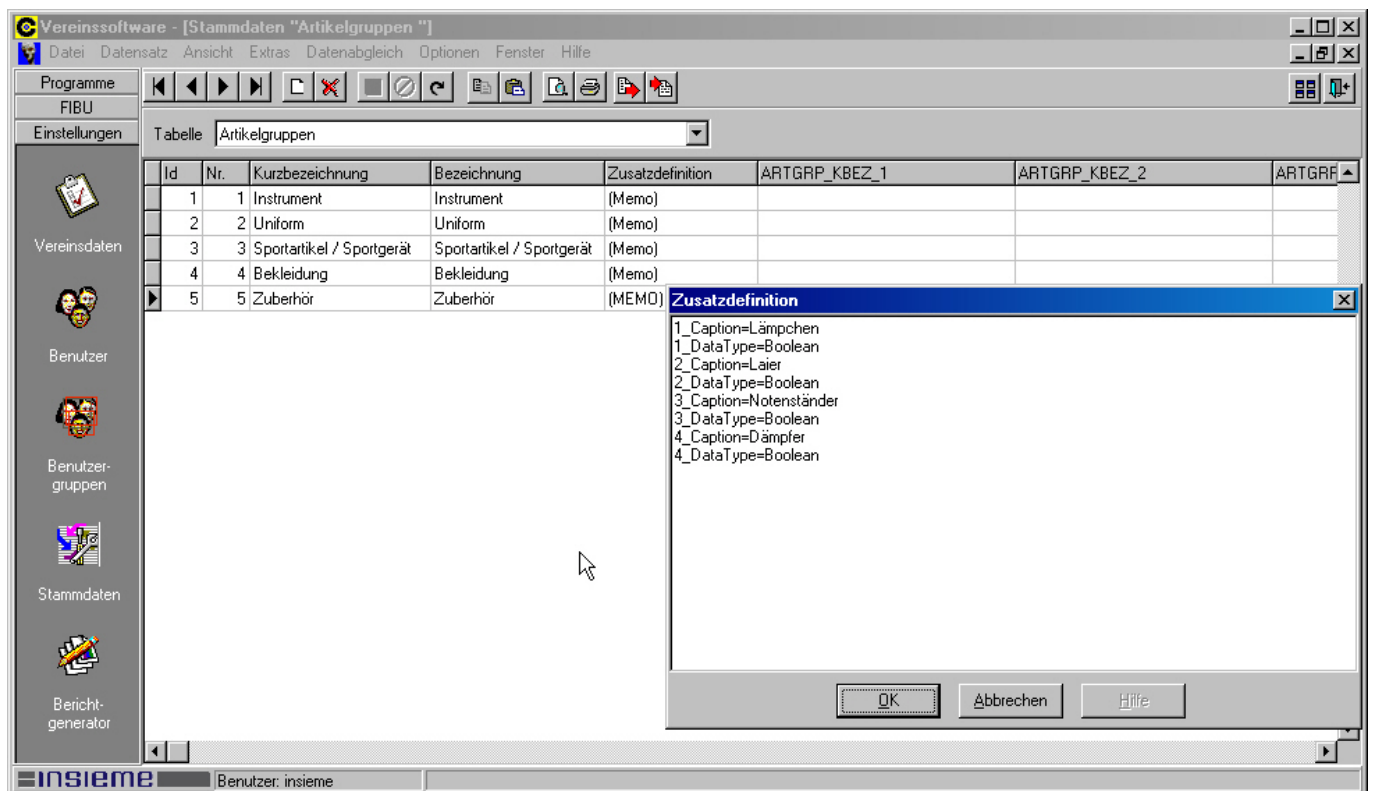 Vereinssoftware - [Stammdaten "Artikelgruppen "]
Datei Datensatz Ansicht Extras Datenabgleich Optionen Fenster Hilfe
Programme
FIBU
Einstellungen
Tabelle Artikelgruppen
Id Nr. Kurzbezeichnung Bezeichnung Zusatzdefinition ARTGRP_KBEZ_1 ARTGRP_KBEZ_2 ARTGRF
1 1 Instrument Instrument (Memo)
2 2 Uniform Uniform (Memo)
3 3 Sportartikel / Sportgerät Sportartikel / Sportgerät (Memo)
4 4 Bekleidung Bekleidung (Memo)
5 5 Zuberhör Zuberhör (MEMO)
Vereinsdaten
Benutzer
Benutzer-
gruppen
Stammdaten
Bericht-
generator
Zusatzdefinition
1_Caption=Lämpchen
1_DataType=Boolean
2_Caption=Laier
2_DataType=Boolean
3_Caption=Notenständer
3_DataType=Boolean
4_Caption=Dämpfer
4_DataType=Boolean
OK Abbrechen Hilfe
insieme Benutzer: insieme